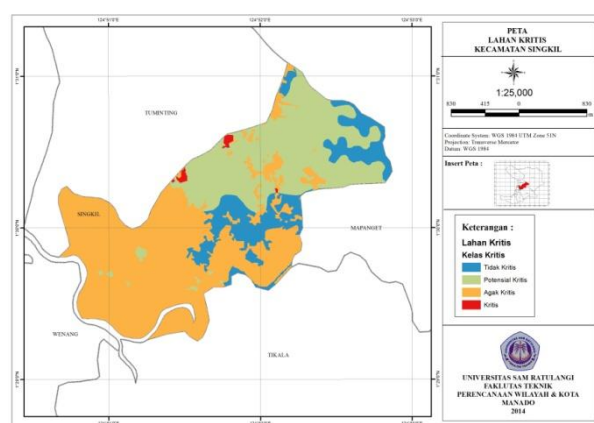 TUMINTING
SINGKIL
MAPANGET
WENANG
TIKALA
PETA
LAHAN KRITIS
KECAMATAN SINGKIL
1:25,000
830 415 0 830
m
Coordinate System: WGS 1984 UTM Zone 51N
Projection: Transverse Mercator
Datum: WGS 1984
Insert Peta :
Keterangan :
Lahan Kritis
Kelas Kritis
Tidak Kritis
Potensial Kritis
Agak Kritis
Kritis
UNIVERSITAS SAM RATULANGI
FAKLUTAS TEKNIK
PERENCANAAN WILAYAH & KOTA
MANADO
2014